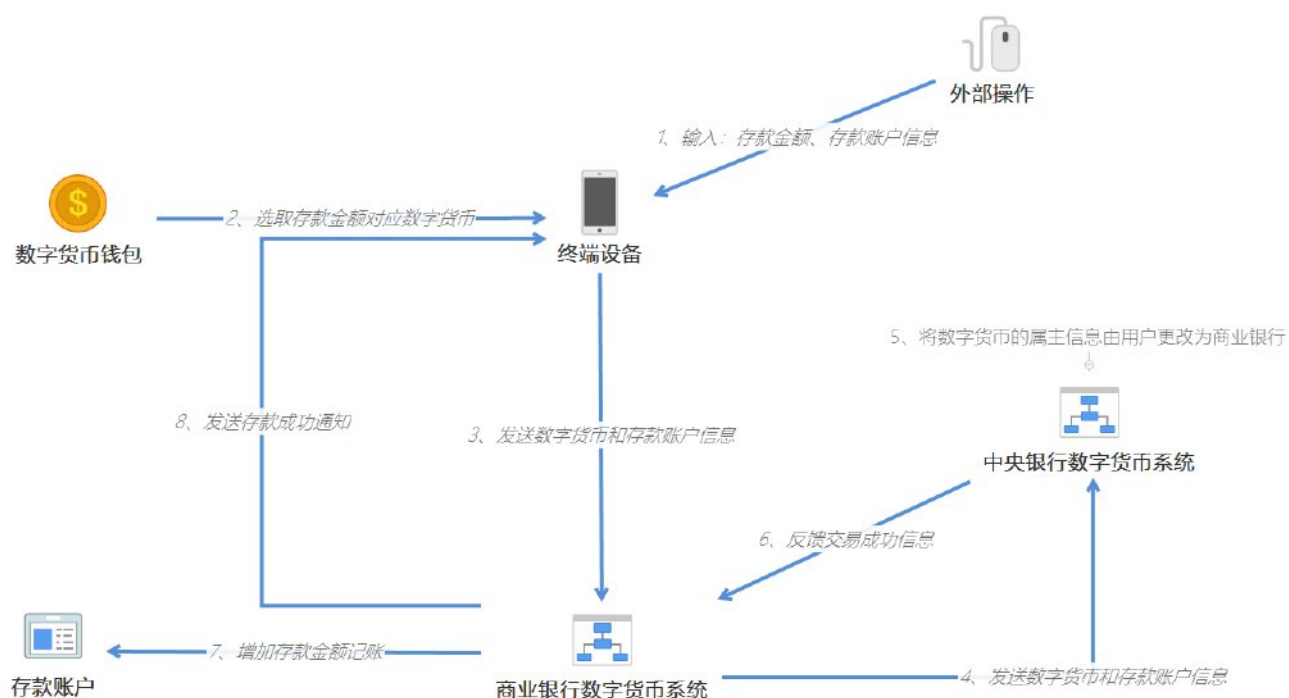 外部操作
1、输入：存款金额、存款账户信息
2、选取存款金额对应数字货币
数字货币钱包
终端设备
5、将数字货币的属主信息由用户更改为商业银行
8、发送存款成功通知
3、发送数字货币和存款账户信息
中央银行数字货币系统
6、反馈交易成功信息
7、增加存款金额记账
4、发送数字货币和存款账户信息
存款账户
商业银行数字货币系统